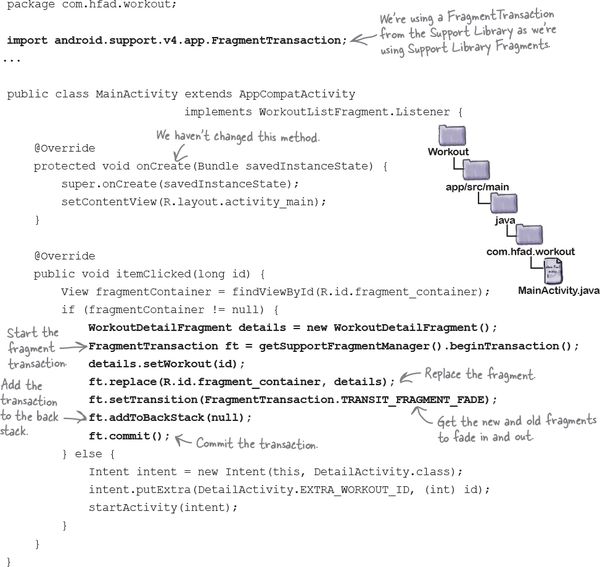 package com.hfad.workout;
import android.support.v4.app.FragmentTransaction;
We're using a FragmentTransaction
from the Support Library as we're
using Support Library Fragments.
...
public class MainActivity extends AppCompatActivity
implements WorkoutListFragment.Listener {
We haven't changed this method.
@Override
protected void onCreate(Bundle savedInstanceState) {
super.onCreate(savedInstanceState);
setContentView(R.layout.activity_main);
}
Workout
app/src/main
java
com.hfad.workout
MainActivity.java
@Override
public void itemClicked(long id) {
View fragmentContainer = findViewById(R.id.fragment_container);
if (fragmentContainer != null) {
WorkoutDetailFragment details = new WorkoutDetailFragment();
Start the
fragment
transaction.
FragmentTransaction ft = getSupportFragmentManager().beginTransaction();
details.setWorkout(id);
ft.replace(R.id.fragment_container, details);
Replace the fragment.
ft.setTransition(FragmentTransaction.TRANSIT_FRAGMENT_FADE);
Get the new and old fragments
to fade in and out.
Add the
transaction
to the back
stack.
ft.addToBackStack(null);
ft.commit();
Commit the transaction.
} else {
Intent intent = new Intent(this, DetailActivity.class);
intent.putExtra(DetailActivity.EXTRA_WORKOUT_ID, (int) id);
startActivity(intent);
}
}
}